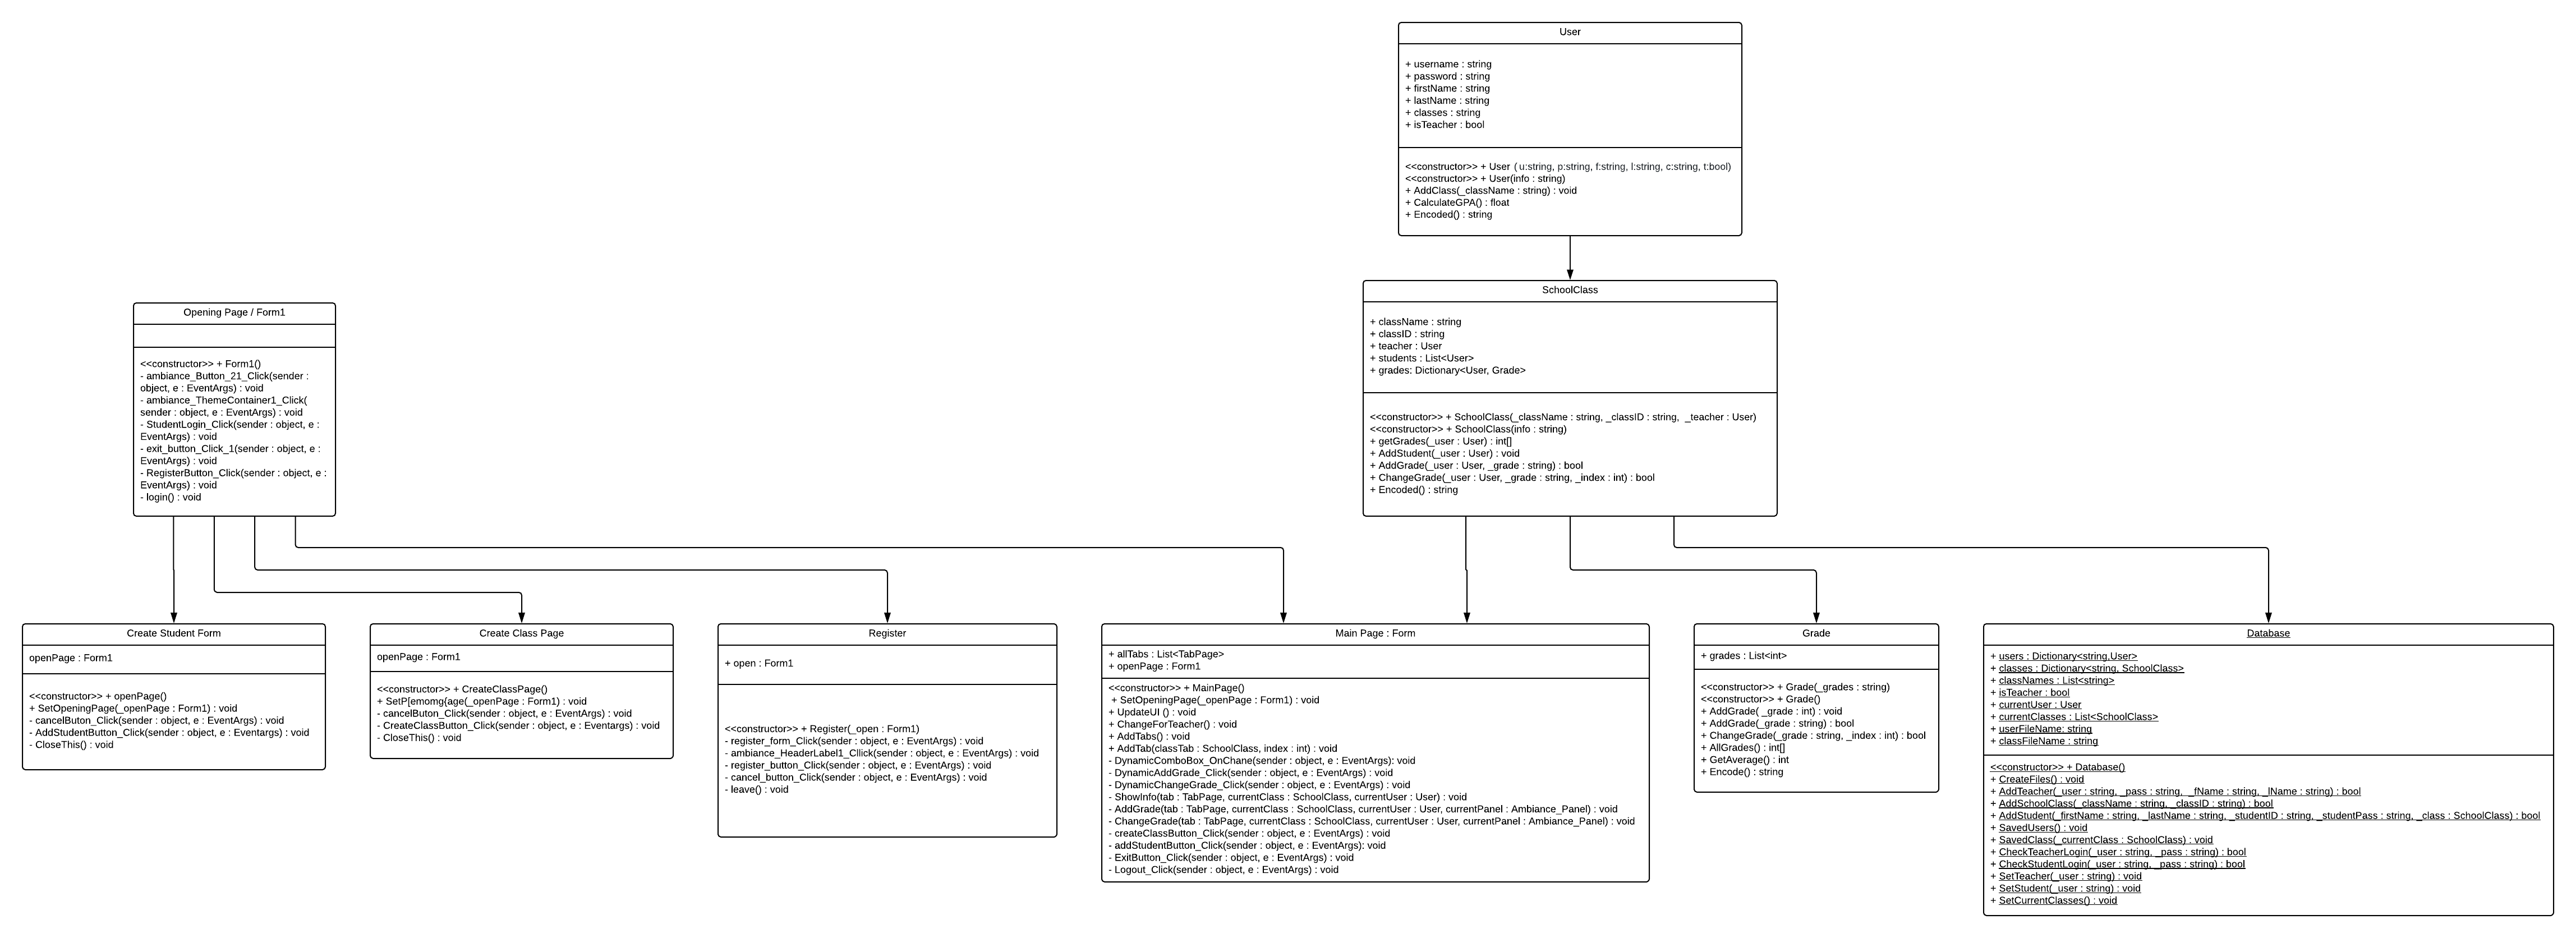 User
+ username : string
+ password : string
+ firstName : string
+ lastName : string
+ classes : string
+ isTeacher : bool
<<constructor>> + User ( u:string, p:string, f:string, l:string, c:string, t:bool)
<<constructor>> + User(info : string)
+ AddClass(_className : string) : void
+ CalculateGPA() : float
+ Encoded() : string
SchoolClass
+ className : string
+ classID : string
+ teacher : User
+ students : List<User>
+ grades: Dictionary<User, Grade>
<<constructor>> + SchoolClass(_className : string, _classID : string, _teacher : User)
<<constructor>> + SchoolClass(info : string)
+ getGrades(_user : User) : int[]
+ AddStudent(_user : User) : void
+ AddGrade(_user : User, _grade : string) : bool
+ ChangeGrade(_user : User, _grade : string, _index : int) : bool
+ Encoded() : string
Opening Page / Form1
<<constructor>> + Form1()
- ambiance_Button_21_Click(sender :
object, e : EventArgs) : void
- ambiance_ThemeContainer1_Click(
sender : object, e : EventArgs) : void
- StudentLogin_Click(sender : object, e :
EventArgs) : void
- exit_button_Click_1(sender : object, e :
EventArgs) : void
- RegisterButton_Click(sender : object, e :
EventArgs) : void
- login() : void
Create Student Form
openPage : Form1
<<constructor>> + openPage()
+ SetOpeningPage(_openPage : Form1) : void
- cancelButon_Click(sender : object, e : EventArgs) : void
- AddStudentButton_Click(sender : object, e : Eventargs) : void
- CloseThis() : void
Create Class Page
openPage : Form1
<<constructor>> + CreateClassPage()
+ SetP[emomg{age(_openPage : Form1) : void
- cancelButon_Click(sender : object, e : EventArgs) : void
- CreateClassButton_Click(sender : object, e : Eventargs) : void
- CloseThis() : void
Register
+ open : Form1
<<constructor>> + Register(_open : Form1)
- register_form_Click(sender : object, e : EventArgs) : void
- ambiance_HeaderLabel1_Cllick(sender : object, e : EventArgs) : void
- register_button_Click(sender : object, e : EventArgs) : void
- cancel_button_Click(sender : object, e : EventArgs) : void
- leave() : void
Main Page : Form
+ allTabs : List<TabPage>
+ openPage : Form1
<<constructor>> + MainPage()
+ SetOpeningPage(_openPage : Form1) : void
+ UpdateUI () : void
+ ChangeForTeacher() : void
+ AddTabs() : void
+ AddTab(classTab : SchoolClass, index : int) : void
- DynamicComboBox_OnChane(sender : object, e : EventArgs): void
- DynamicAddGrade_Click(sender : object, e : EventArgs) : void
- DynamicChangeGrade_Click(sender : object, e : EventArgs) : void
- ShowInfo(tab : TabPage, currentClass : SchoolClass, currentUser : User) : void
- AddGrade(tab : TabPage, currentClass : SchoolClass, currentUser : User, currentPanel : Ambiance_Panel) : void
- ChangeGrade(tab : TabPage, currentClass : SchoolClass, currentUser : User, currentPanel : Ambiance_Panel) : void
- createClassButton_Click(sender : object, e : EventArgs) : void
- addStudentButton_Click(sender : object, e : EventArgs): void
- ExitButton_Click(sender : object, e : EventArgs) : void
- Logout_Click(sender : object, e : EventArgs) : void
Grade
+ grades : List<int>
<<constructor>> + Grade(_grades : string)
<<constructor>> + Grade()
+ AddGrade( _grade : int) : void
+ AddGrade(_grade : string) : bool
+ ChangeGrade(_grade : string, _index : int) : bool
+ AllGrades() : int[]
+ GetAverage() : int
+ Encode() : string
Database
+ users : Dictionary<string,User>
+ classes : Dictionary<string, SchoolClass>
+ classNames : List<string>
+ isTeacher : bool
+ currentUser : User
+ currentClasses : List<SchoolClass>
+ userFileName: string
+ classFileName : string
<<constructor>> + Database()
+ CreateFiles() : void
+ AddTeacher(_user : string, _pass : string, _fName : string, _lName : string) : bool
+ AddSchoolClass(_className : string, _classID : string) : bool
+ AddStudent(_firstName : string, _lastName : string, _studentID : string, _studentPass : string, _class : SchoolClass) : bool
+ SavedUsers() : void
+ SavedClass(_currentClass : SchoolClass) : void
+ CheckTeacherLogin(_user : string, _pass : string) : bool
+ CheckStudentLogin(_user : string, _pass : string) : bool
+ SetTeacher(_user : string) : void
+ SetStudent(_user : string) : void
+ SetCurrentClasses() : void